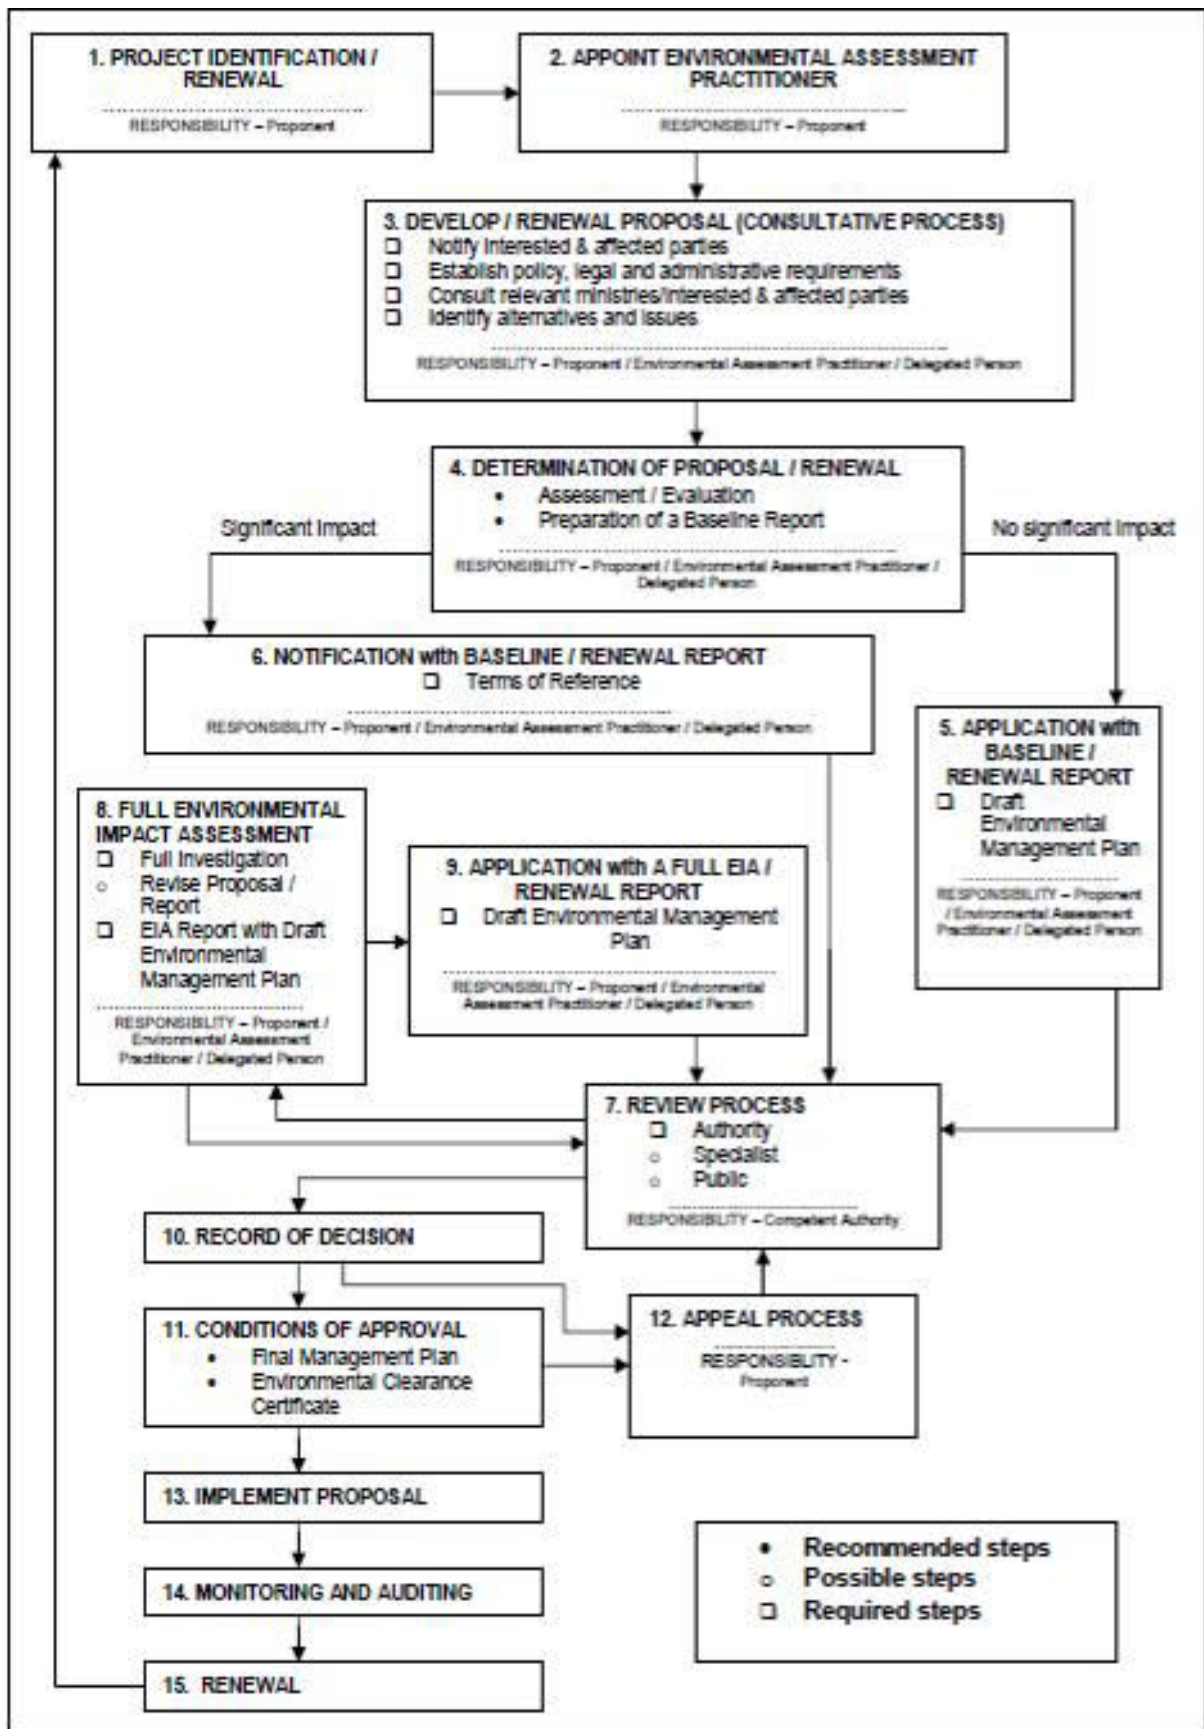 1. PROJECT IDENTIFICATION /
RENEWAL
RESPONSIBILITY – Proponent
2. APPOINT ENVIRONMENTAL ASSESSMENT
PRACTITIONER
RESPONSIBILITY – Proponent
3. DEVELOP / RENEWAL PROPOSAL (CONSULTATIVE PROCESS)
❑ Notify interested & affected parties
❑ Establish policy, legal and administrative requirements
❑ Consult relevant ministries/interested & affected parties
❑ Identify alternatives and issues
RESPONSIBILITY – Proponent / Environmental Assessment Practitioner / Delegated Person
4. DETERMINATION OF PROPOSAL / RENEWAL
• Assessment / Evaluation
• Preparation of a Baseline Report
RESPONSIBILITY – Proponent / Environmental Assessment Practitioner /
Delegated Person
Significant Impact
No significant impact
6. NOTIFICATION with BASELINE / RENEWAL REPORT
❑ Terms of Reference
RESPONSIBILITY – Proponent / Environmental Assessment Practitioner / Delegated Person
5. APPLICATION with
BASELINE /
RENEWAL REPORT
❑ Draft
Environmental
Management Plan
RESPONSIBILITY – Proponent
/ Environmental Assessment
Practitioner / Delegated Person
8. FULL ENVIRONMENTAL
IMPACT ASSESSMENT
❑ Full Investigation
o Revise Proposal /
Report
❑ EIA Report with Draft
Environmental
Management Plan
RESPONSIBILITY – Proponent /
Environmental Assessment
Practitioner / Delegated Person
9. APPLICATION with A FULL EIA /
RENEWAL REPORT
❑ Draft Environmental Management
Plan
RESPONSIBILITY – Proponent / Environmental
Assessment Practitioner / Delegated Person
7. REVIEW PROCESS
❑ Authority
o Specialist
o Public
RESPONSIBILITY – Competent Authority
10. RECORD OF DECISION
11. CONDITIONS OF APPROVAL
• Final Management Plan
• Environmental Clearance
Certificate
12. APPEAL PROCESS
RESPONSIBLITY -
Proponent
13. IMPLEMENT PROPOSAL
14. MONITORING AND AUDITING
15. RENEWAL
• Recommended steps
o Possible steps
❑ Required steps